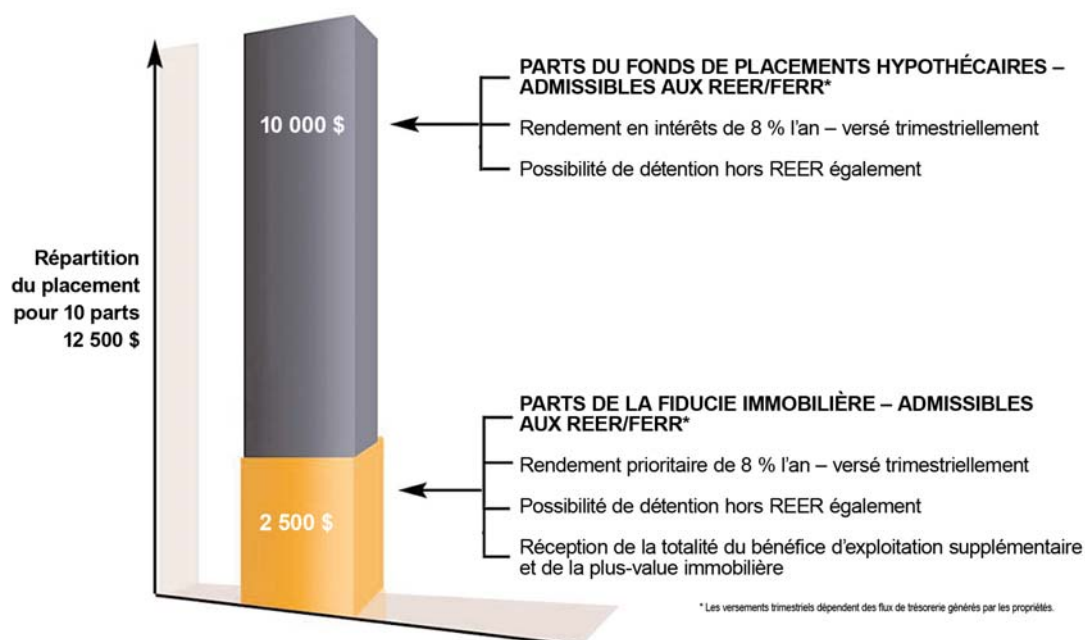 10 000 $
PARTS DU FONDS DE PLACEMENTS HYPOTHÉCAIRES –
ADMISSIBLES AUX REER/FERR*
Rendement en intérêts de 8 % l'an – versé trimestriellement
Possibilité de détention hors REER également
Répartition
du placement
pour 10 parts
12 500 $
2 500 $
PARTS DE LA FIDUCIE IMMOBILIÈRE – ADMISSIBLES
AUX REER/FERR*
Rendement prioritaire de 8 % l'an – versé trimestriellement
Possibilité de détention hors REER également
Réception de la totalité du bénéfice d'exploitation supplémentaire
et de la plus-value immobilière
* Les versements trimestriels dépendent des flux de trésorerie générés par les propriétés.